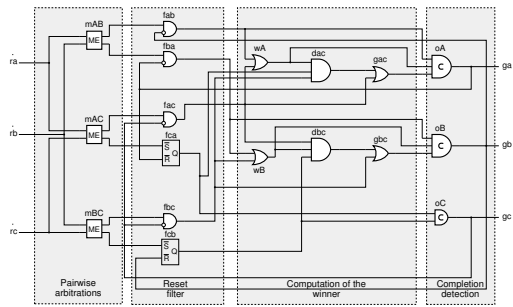 mAB
fab
ME
fba
wA
dac
gac
oA
C
ra
ga
mAC
fac
ME
rb
fca
S
Q
R
dbc
gbc
oB
C
gb
wB
mBC
fbc
oC
C
ME
rc
gc
fcb
S
Q
R
Pairwise
arbitrations
Reset
filter
Computation of the
winner
Completion
detection